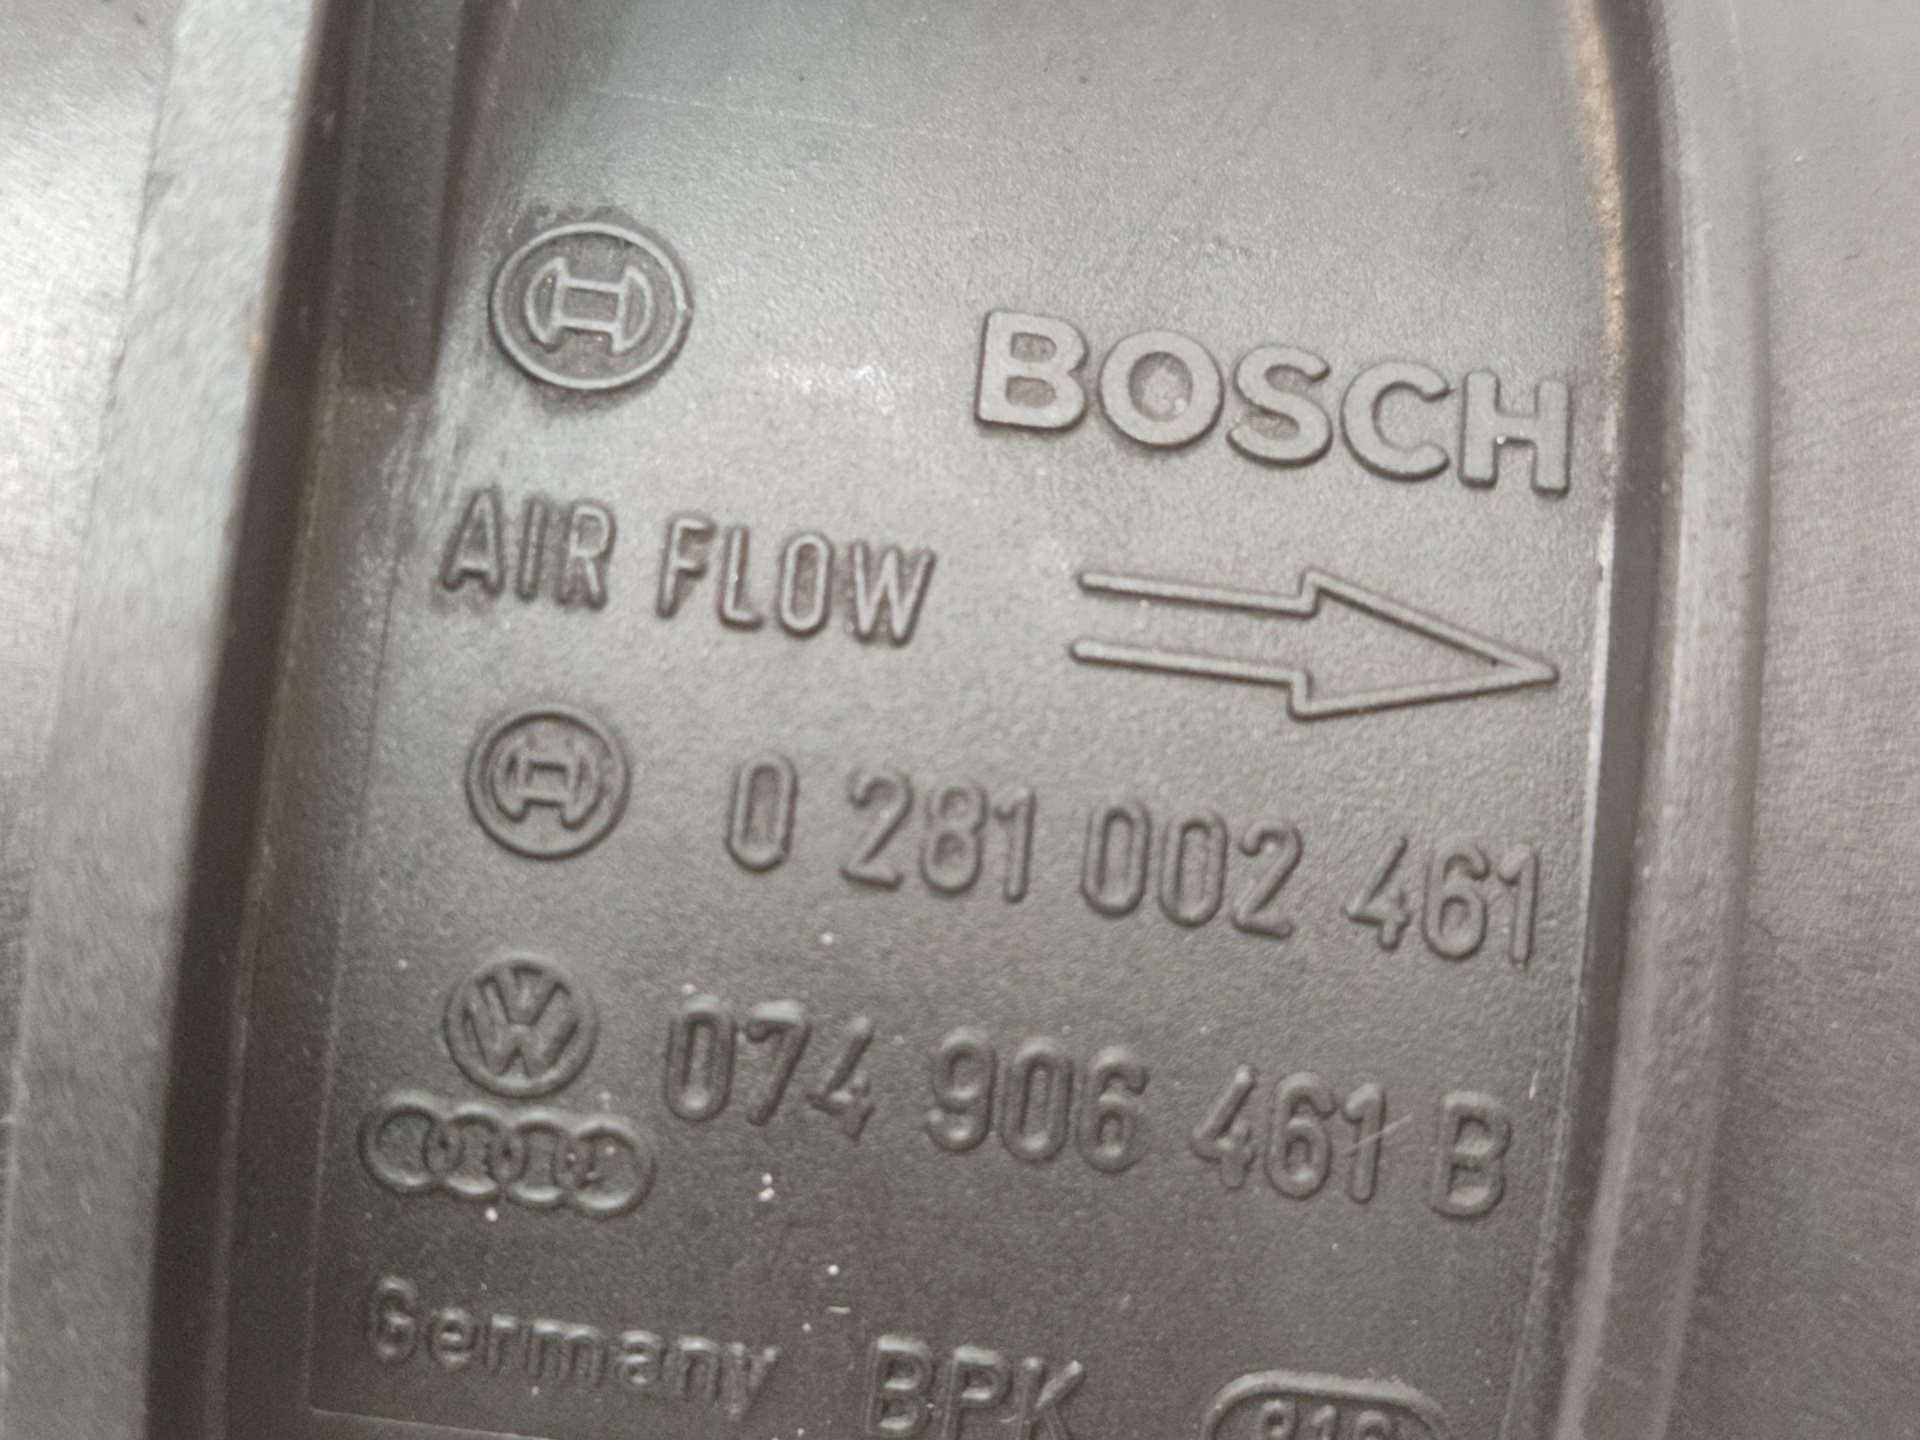 BOSCH
AIR FLOW
0 281 002 461
074 906 461 B
Germany BPK